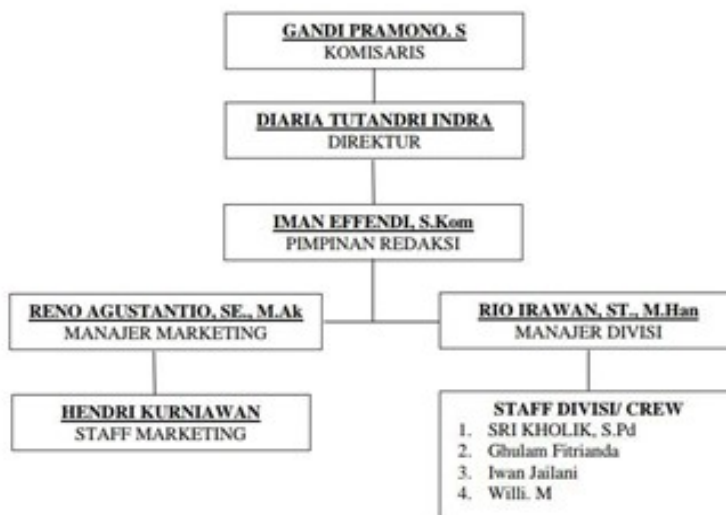 GANDI PRAMONO. S
KOMISARIS
DIARIA TUTANDRI INDRA
DIREKTUR
IMAN EFFENDI, S.Kom
PIMPINAN REDAKSI
RENO AGUSTANTIO, SE., M.Ak
MANAJER MARKETING
RIO IRAWAN, ST., M.Han
MANAJER DIVISI
HENDRI KURNIAWAN
STAFF MARKETING
STAFF DIVISI/ CREW
1. SRI KHOLIK, S.Pd
2. Ghulam Fitrianda
3. Iwan Jailani
4. Willi. M